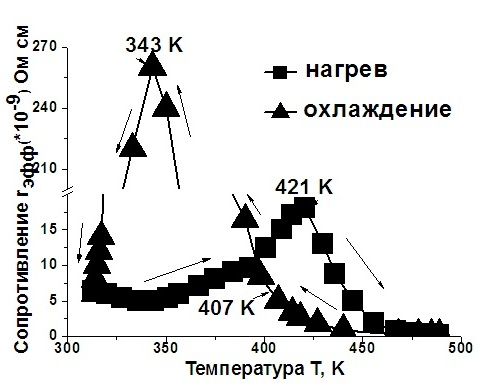 270
240
210
15
10
5
0
343 K
нагрев
охлаждение
421 K
407 K
300 350 400 450 500
Температура T, K
Сопротивление rэфф(*10-9) Ом см